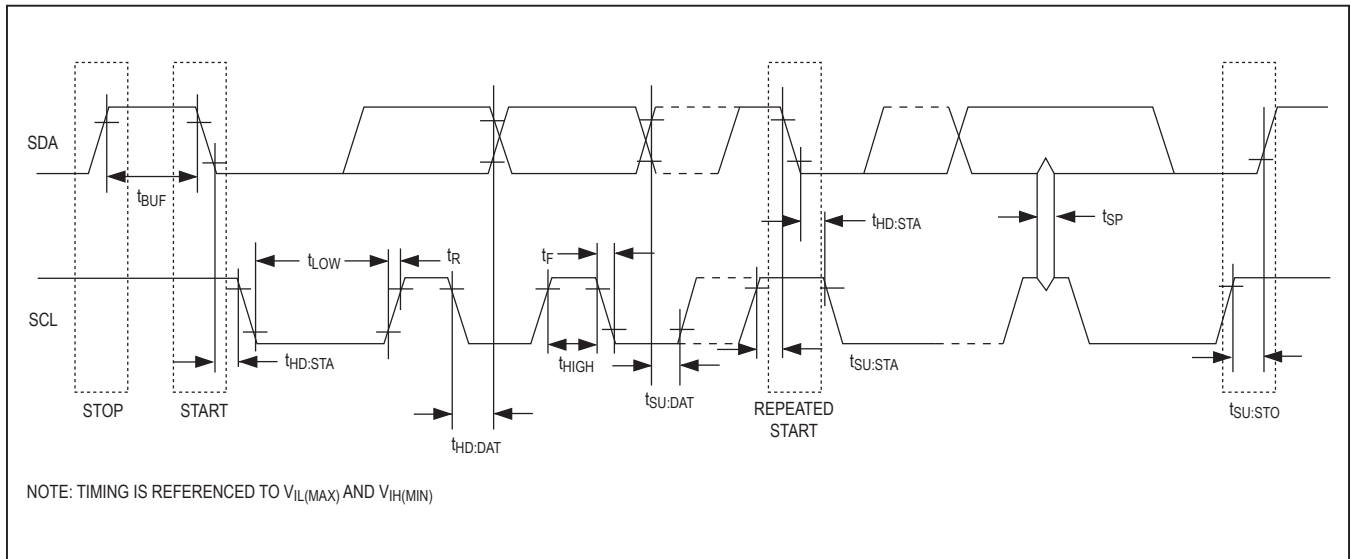 SDA
tBUF
tHD:STA
tSP
tLOW
tR
tF
SCL
tHD:STA
tHIGH
tSU:STA
tSU:DAT
STOP
START
REPEATED
START
tSU:STO
tHD:DAT
NOTE: TIMING IS REFERENCED TO VIL(MAX) AND VIH(MIN)